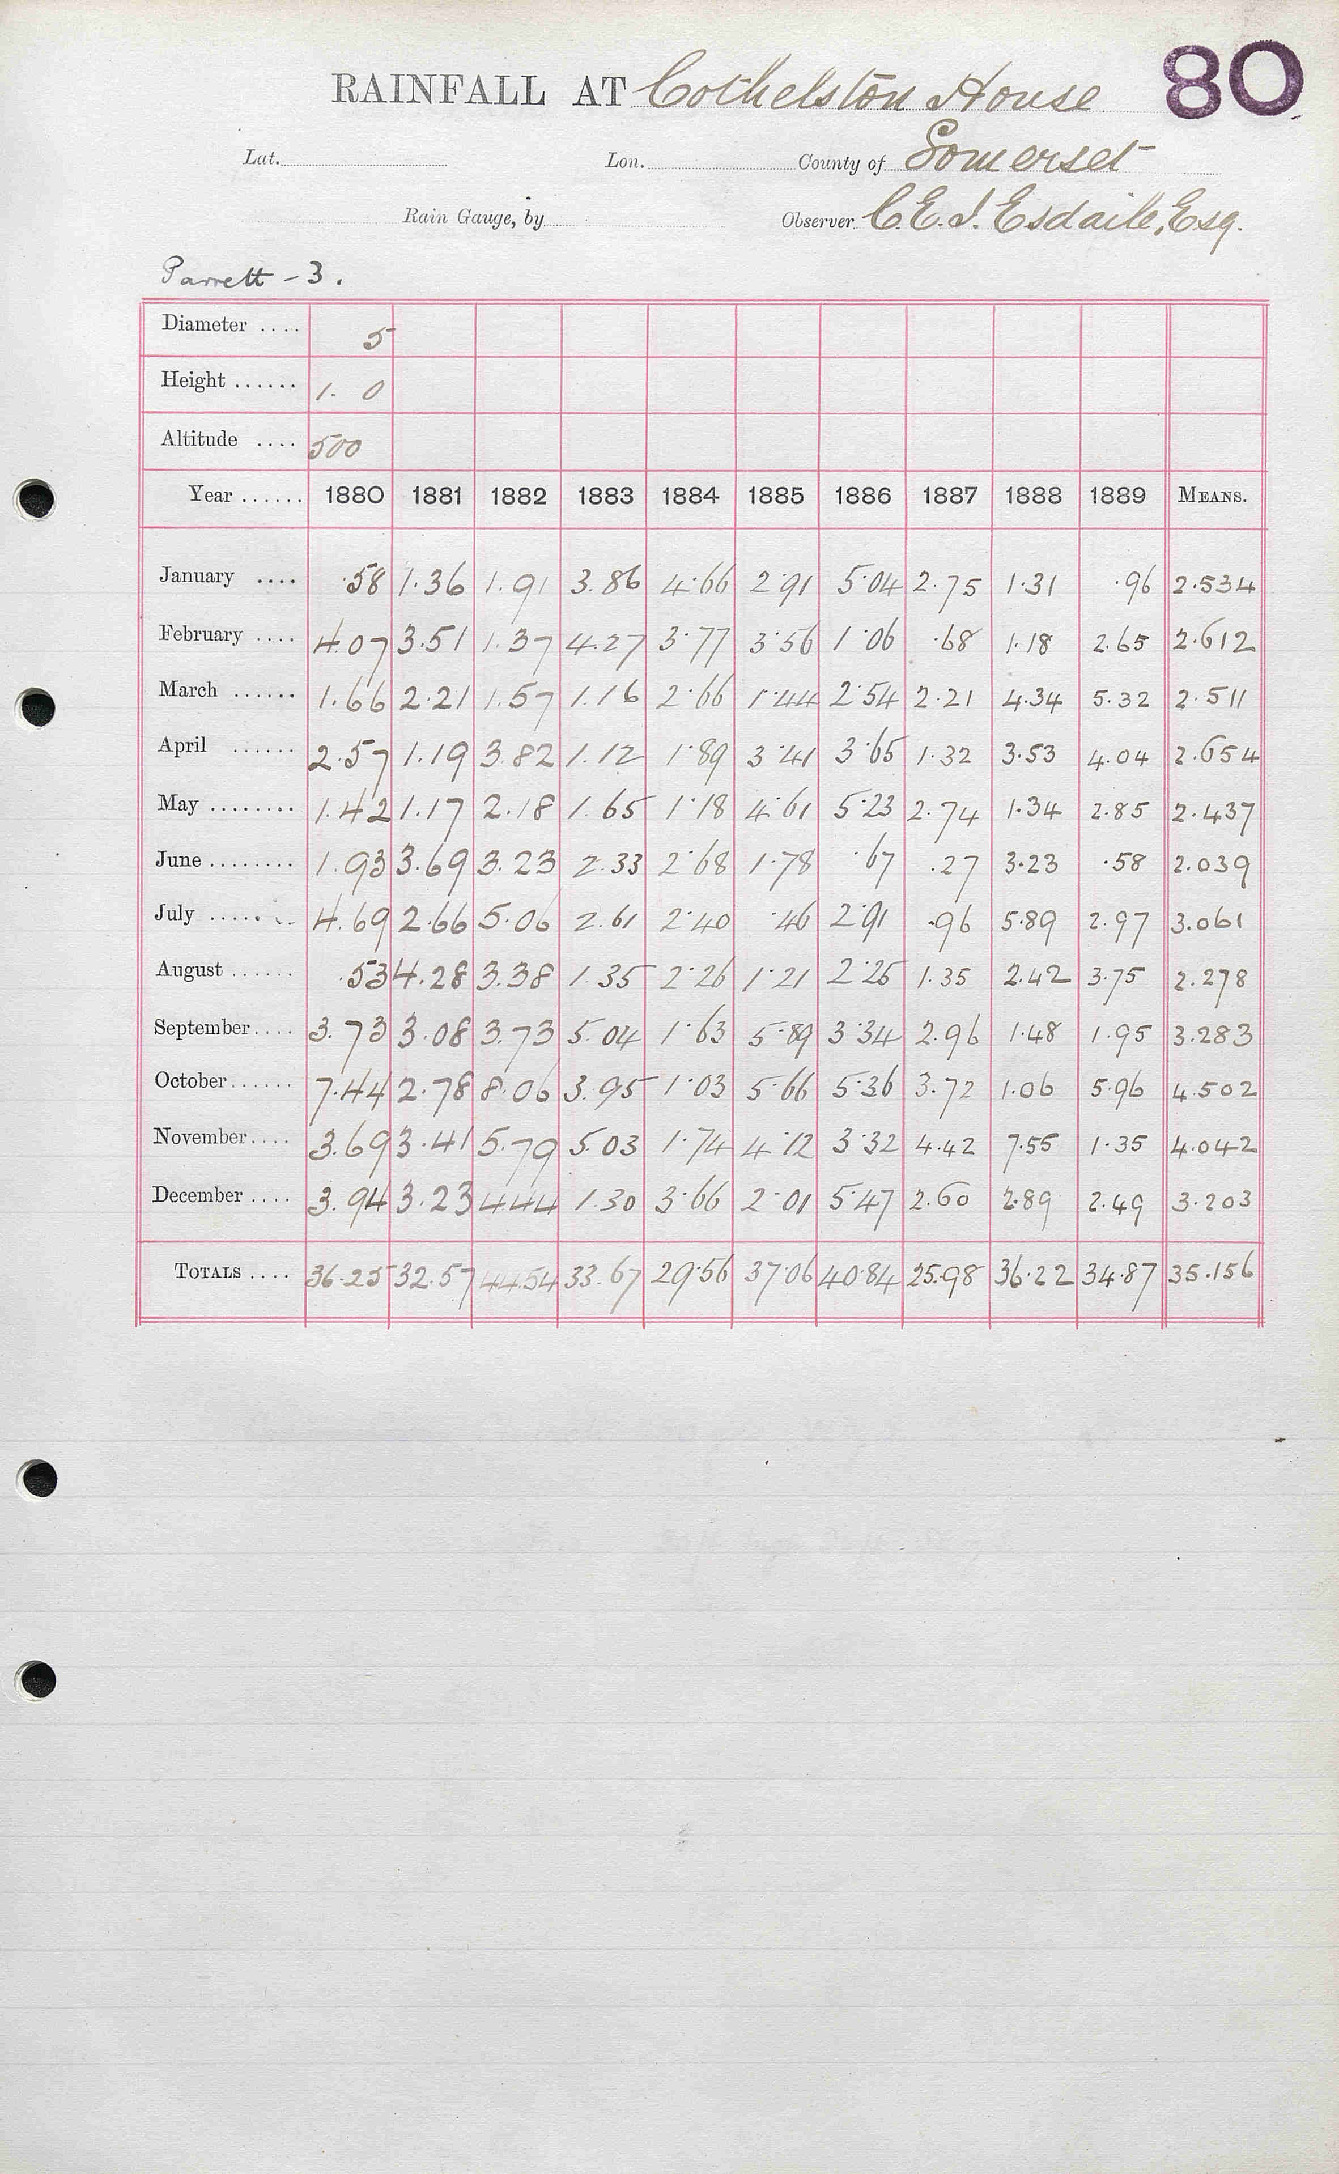 80
RAINFALL AT Cothelston House
Lat. Lon. County of Somerset
Rain Gauge, by Observer. C.E.J. Esdaile, Esq.
Parrett - 3.
Diameter .... 5
Height ...... 1. 0
Altitude .... 500
Year ...... 1880 1881 1882 1883 1884 1885 1886 1887 1888 1889 MEANS.
January .... .58 1.36 1.91 3.86 4.66 2.91 5.04 2.75 1.31 .96 2.534
February .... 4.07 3.51 1.37 4.27 3.77 3.56 1.06 .68 1.18 2.65 2.612
March ...... 1.66 2.21 1.57 1.16 2.66 1.44 2.54 2.21 4.34 5.32 2.511
April ...... 2.57 1.19 3.82 1.12 1.89 3.41 3.65 1.32 3.53 4.04 2.654
May ........ 1.42 1.17 2.18 1.65 1.18 4.61 5.23 2.74 1.34 2.85 2.437
June ........ 1.93 3.69 3.23 2.33 2.68 1.78 .67 .27 3.23 .58 2.039
July ........ 4.69 2.66 5.06 2.61 2.40 .46 2.91 .96 5.89 2.97 3.061
August ...... .53 4.28 3.38 1.35 2.26 1.21 2.25 1.35 2.42 3.75 2.278
September .... 3.73 3.08 3.73 5.04 1.63 5.89 3.34 2.96 1.48 1.95 3.283
October ...... 7.44 2.78 8.06 3.95 1.03 5.66 5.36 3.72 1.06 5.96 4.502
November .... 3.69 3.41 5.79 5.03 1.74 4.12 3.32 4.42 7.55 1.35 4.042
December .... 3.94 3.23 4.44 1.30 3.66 2.01 5.47 2.60 2.89 2.49 3.203
TOTALS .... 36.25 32.57 44.54 33.67 29.56 37.06 40.84 25.98 36.22 34.87 35.156